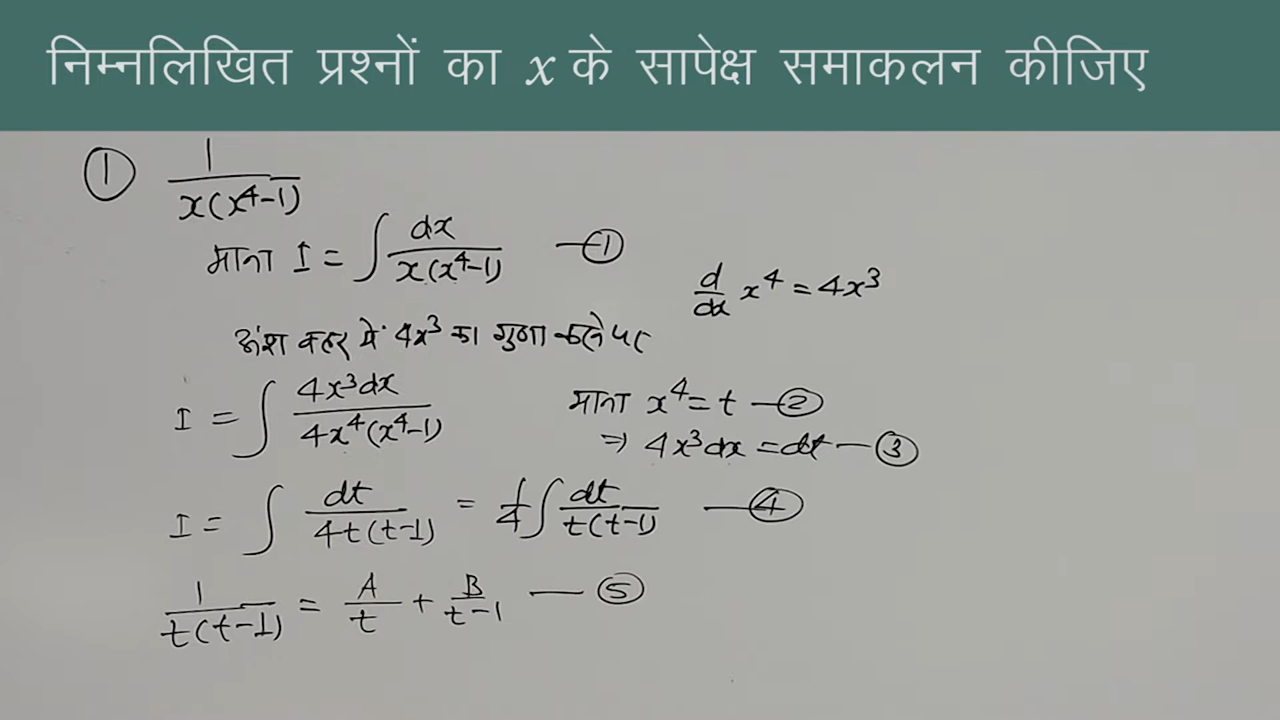 निम्नलिखित प्रश्नों का x के सापेक्ष समाकलन कीजिए
① 1/x(x⁴-1)
माना I = ∫ dx/x(x⁴-1) —①
d/dx x⁴ = 4x³
अंश व हर में 4x³ का गुणा करने पर
I = ∫ 4x³dx/4x⁴(x⁴-1)
माना x⁴ = t —②
⇒ 4x³dx = dt —③
I = ∫ dt/4t(t-1) = 1/4 ∫ dt/t(t-1) —④
1/t(t-1) = A/t + B/t-1 —⑤